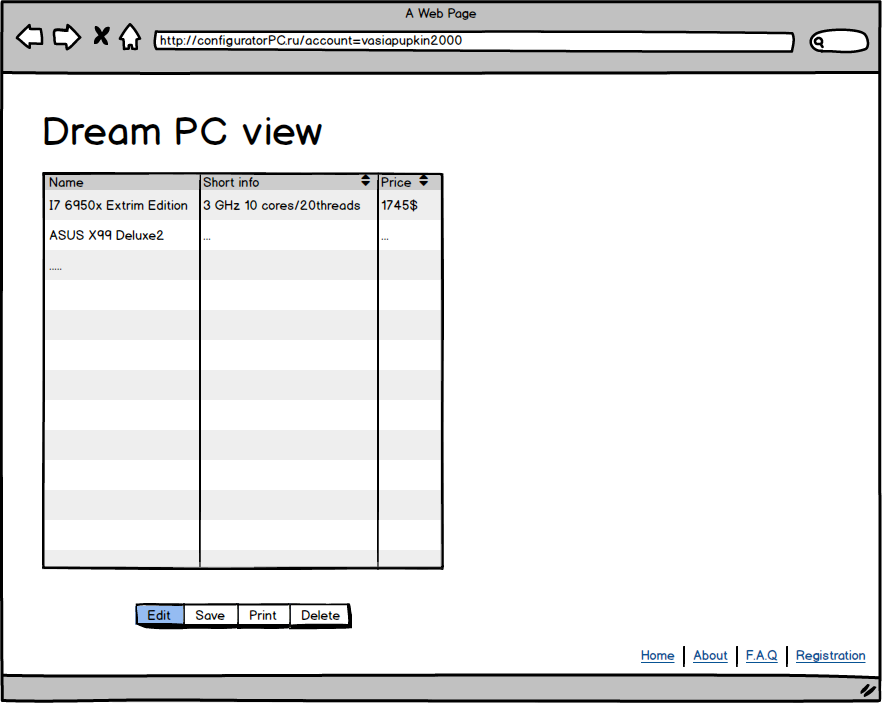 A Web Page
http://configuratorPC.ru/account=vasiapupkin2000
Dream PC view
Name Short info Price
I7 6950x Extrim Edition 3 GHz 10 cores/20threads 1745$
ASUS X99 Deluxe2 ... ...
.....
Edit Save Print Delete
Home About F.A.Q Registration